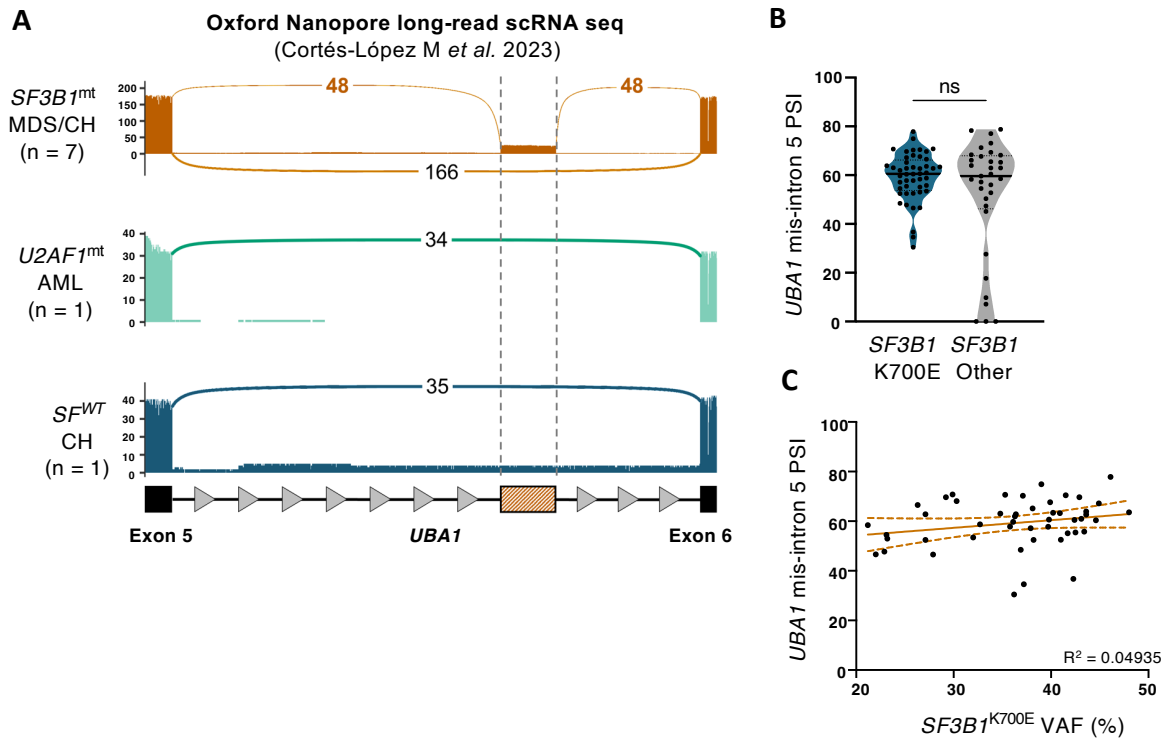 A
Oxford Nanopore long-read scRNA seq
(Cortés-López M et al. 2023)
SF3B1mt
MDS/CH
(n = 7)
200
150
100
50
0
48
48
166
U2AF1mt
AML
(n = 1)
40
30
20
10
0
34
SFWT
CH
(n = 1)
40
30
20
10
0
35
Exon 5
UBA1
Exon 6
B
UBA1 mis-intron 5 PSI
100
80
60
40
20
0
ns
SF3B1
K700E
SF3B1
Other
C
UBA1 mis-intron 5 PSI
100
80
60
40
20
0
R2 = 0.04935
20
30
40
50
SF3B1K700E VAF (%)